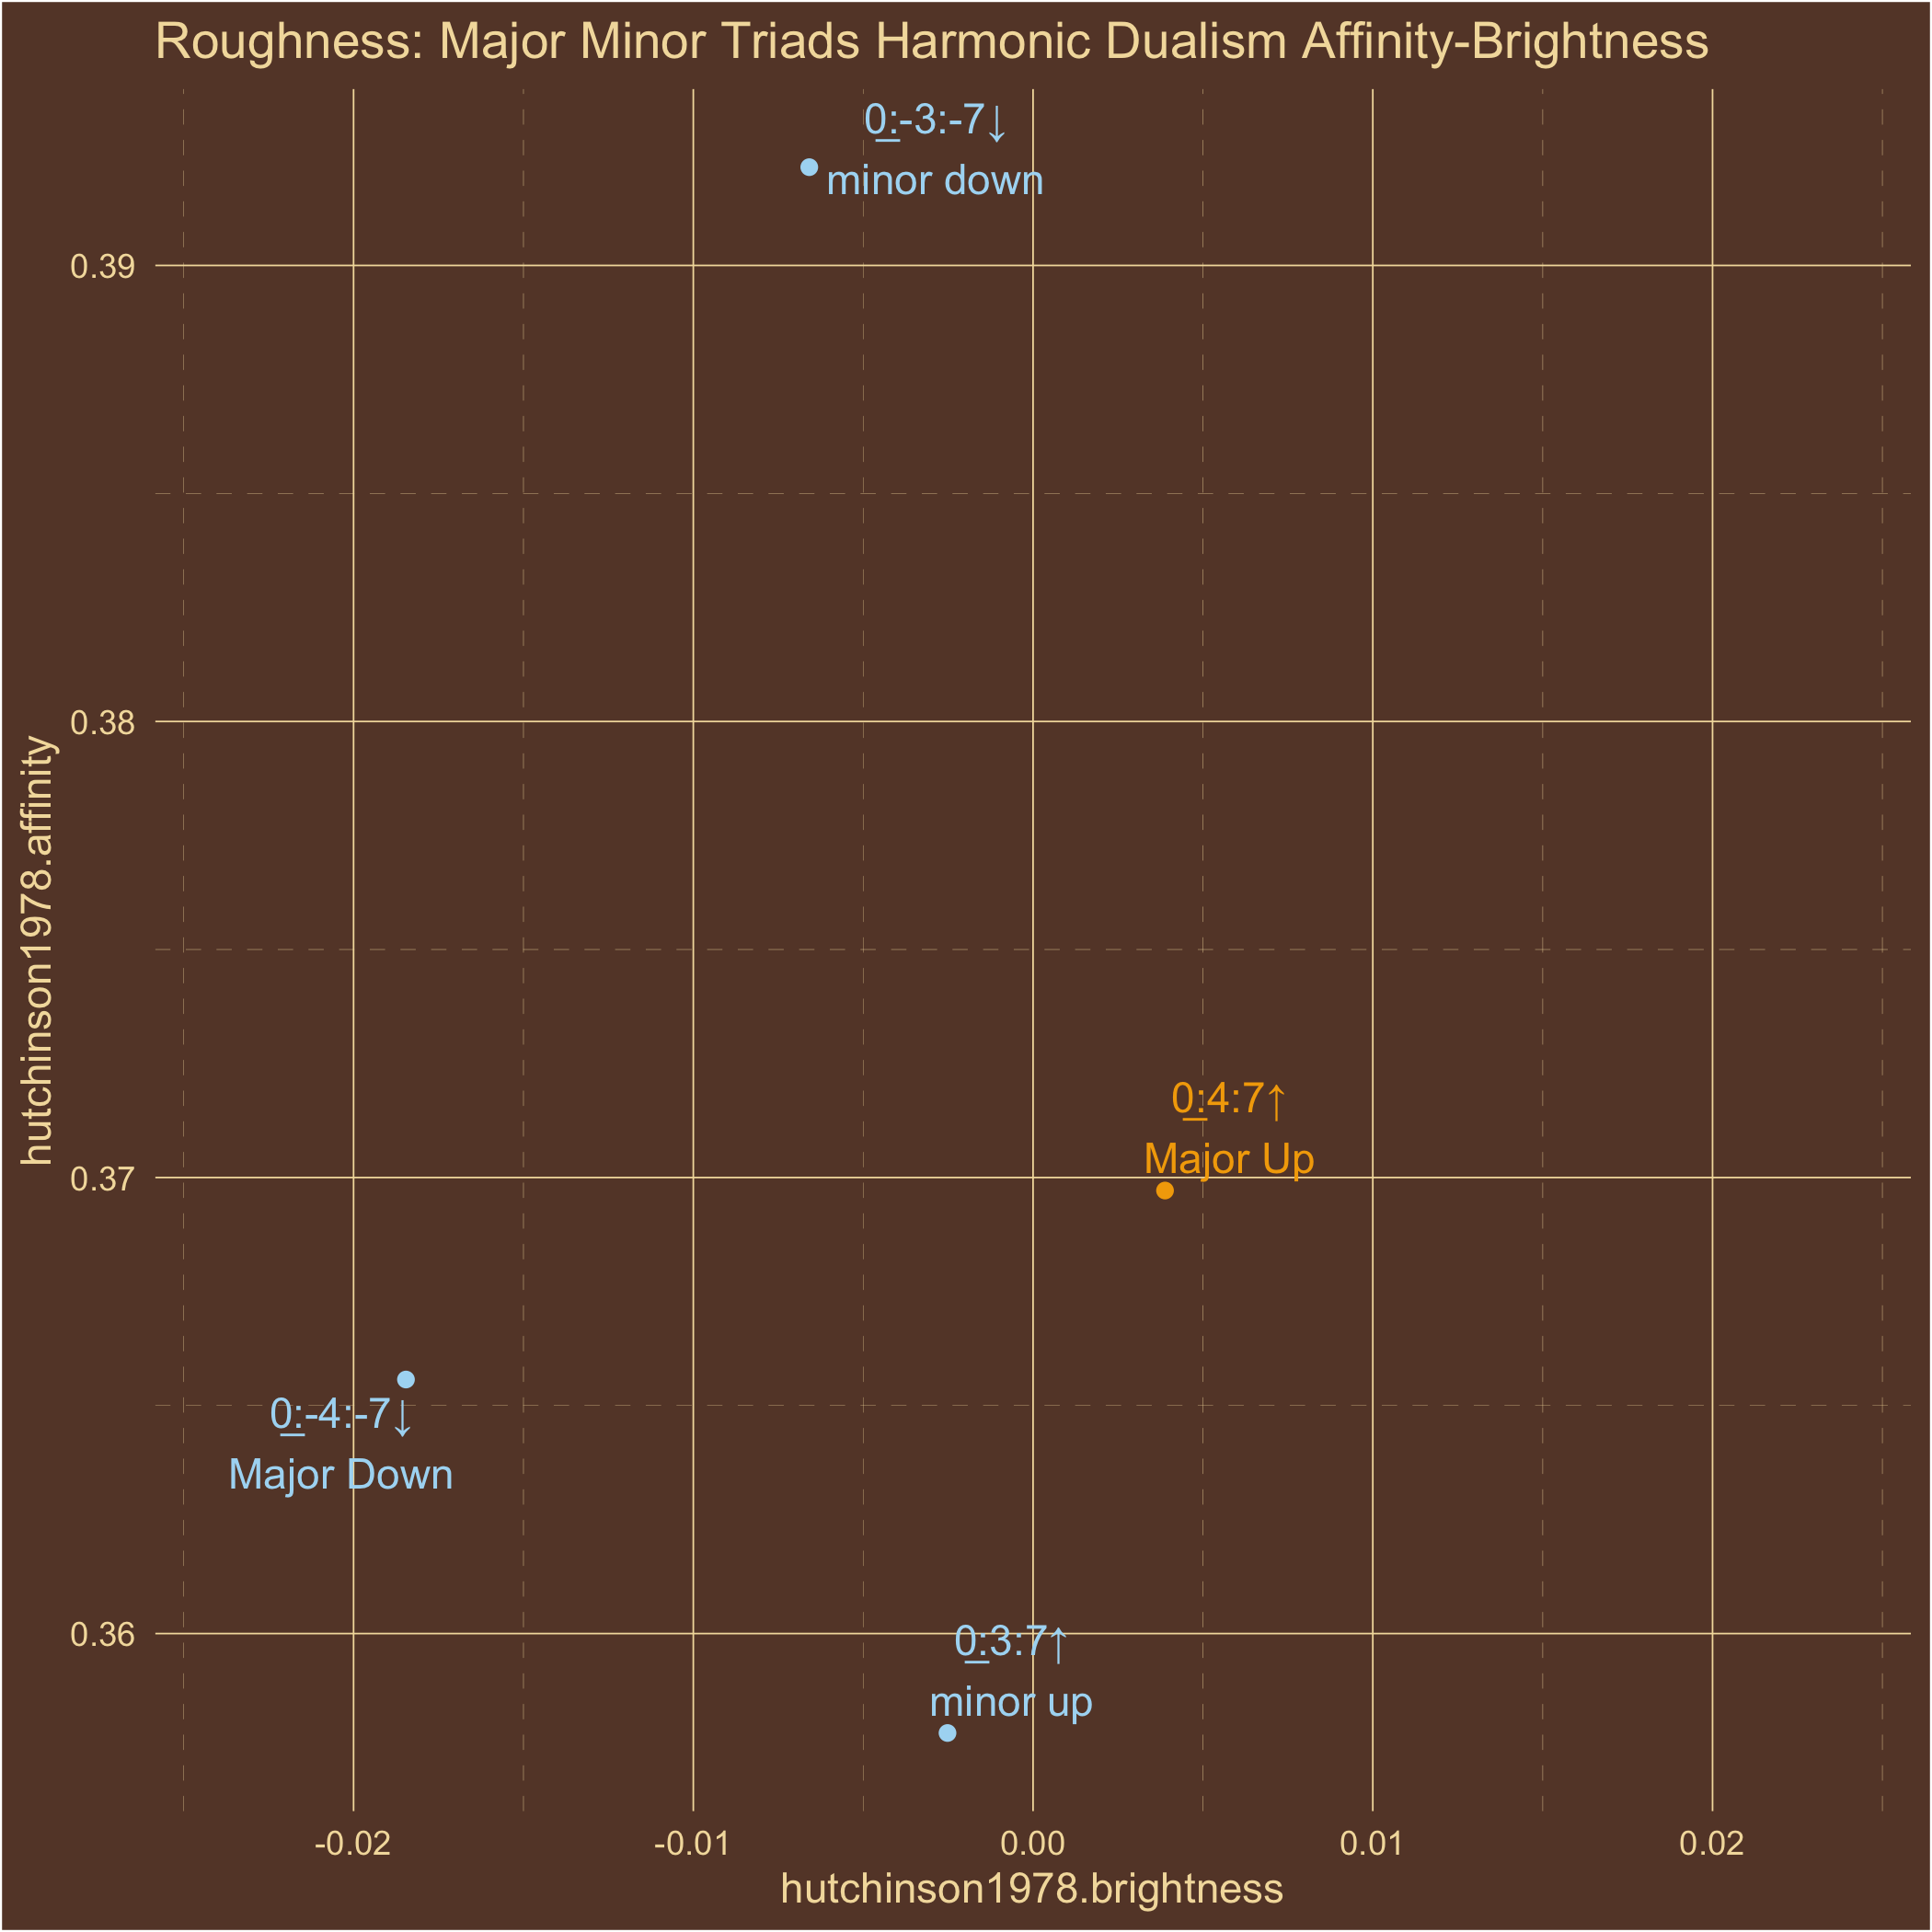 Roughness: Major Minor Triads Harmonic Dualism Affinity-Brightness
0:-3:-7↓
minor down
0.39
0.38
hutchinson1978.affinity
0:4:7↑
Major Up
0.37
0:-4:-7↓
Major Down
0.36
0:3:7↑
minor up
-0.02 -0.01 0.00 0.01 0.02
hutchinson1978.brightness